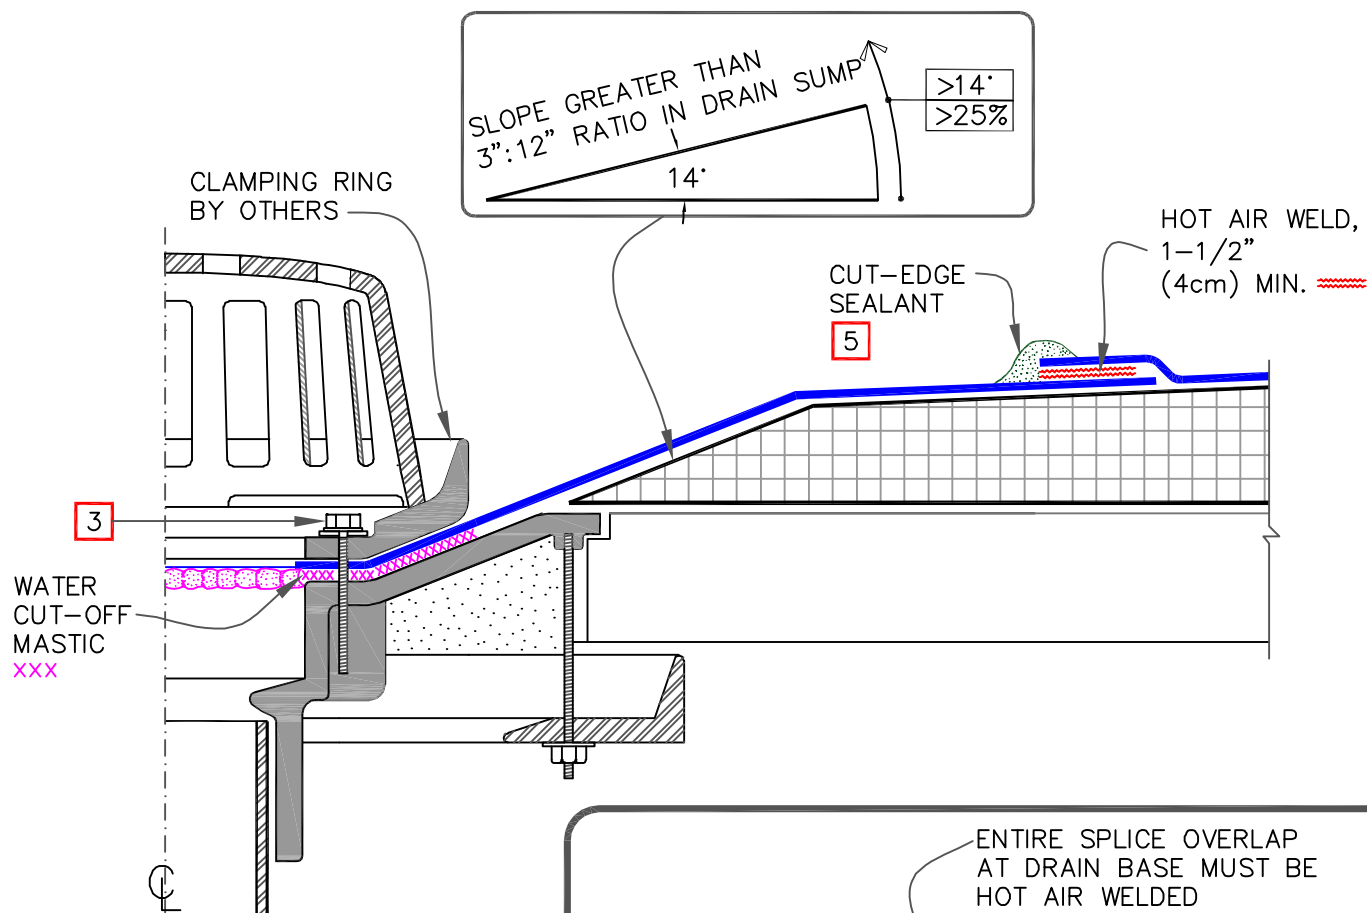 SLOPE GREATER THAN
3”:12” RATIO IN DRAIN SUMP
14°
>14°
>25%
CLAMPING RING
BY OTHERS
HOT AIR WELD,
1-1/2”
(4cm) MIN.
CUT-EDGE
SEALANT
5
3
WATER
CUT-OFF
MASTIC
XXX
ENTIRE SPLICE OVERLAP
AT DRAIN BASE MUST BE
HOT AIR WELDED
℄